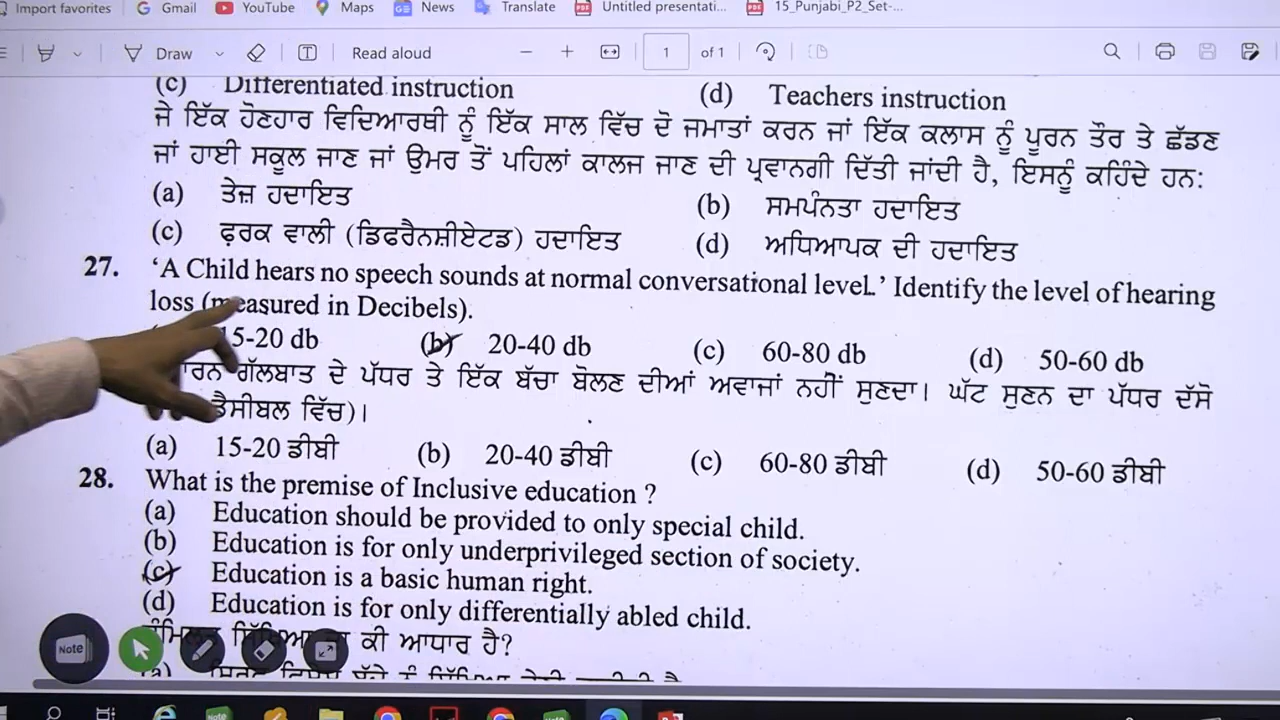 Import favorites Gmail YouTube Maps News Translate Untitled presentati... 15_Punjabi_P2_Set-...
Draw Read aloud 1 of 1
(c) Differentiated instruction (d) Teachers instruction
ਜੇ ਇੱਕ ਹੋਣਹਾਰ ਵਿਦਿਆਰਥੀ ਨੂੰ ਇੱਕ ਸਾਲ ਵਿੱਚ ਦੋ ਜਮਾਤਾਂ ਕਰਨ ਜਾਂ ਇੱਕ ਕਲਾਸ ਨੂੰ ਪੂਰਨ ਤੌਰ ਤੇ ਛੱਡਣ
ਜਾਂ ਹਾਈ ਸਕੂਲ ਜਾਣ ਜਾਂ ਉਮਰ ਤੋਂ ਪਹਿਲਾਂ ਕਾਲਜ ਜਾਣ ਦੀ ਪ੍ਰਵਾਨਗੀ ਦਿੱਤੀ ਜਾਂਦੀ ਹੈ, ਇਸਨੂੰ ਕਹਿੰਦੇ ਹਨ:
(a) ਤੇਜ਼ ਹਦਾਇਤ (b) ਸਮਪੰਨਤਾ ਹਦਾਇਤ
(c) ਫ਼ਰਕ ਵਾਲੀ (ਡਿਫਰੈਨਸ਼ੀਏਟਡ) ਹਦਾਇਤ (d) ਅਧਿਆਪਕ ਦੀ ਹਦਾਇਤ
27. 'A Child hears no speech sounds at normal conversational level.' Identify the level of hearing
loss (measured in Decibels).
15-20 db (b) 20-40 db (c) 60-80 db (d) 50-60 db
ਗੱਲਬਾਤ ਦੇ ਪੱਧਰ ਤੇ ਇੱਕ ਬੱਚਾ ਬੋਲਣ ਦੀਆਂ ਅਵਾਜਾਂ ਨਹੀਂ ਸੁਣਦਾ। ਘੱਟ ਸੁਣਨ ਦਾ ਪੱਧਰ ਦੱਸੋ
ਡੈਸੀਬਲ ਵਿੱਚ)।
(a) 15-20 ਡੀਬੀ (b) 20-40 ਡੀਬੀ (c) 60-80 ਡੀਬੀ (d) 50-60 ਡੀਬੀ
28. What is the premise of Inclusive education ?
(a) Education should be provided to only special child.
(b) Education is for only underprivileged section of society.
(c) Education is a basic human right.
(d) Education is for only differentially abled child.
ਕੀ ਆਧਾਰ ਹੈ?
Note